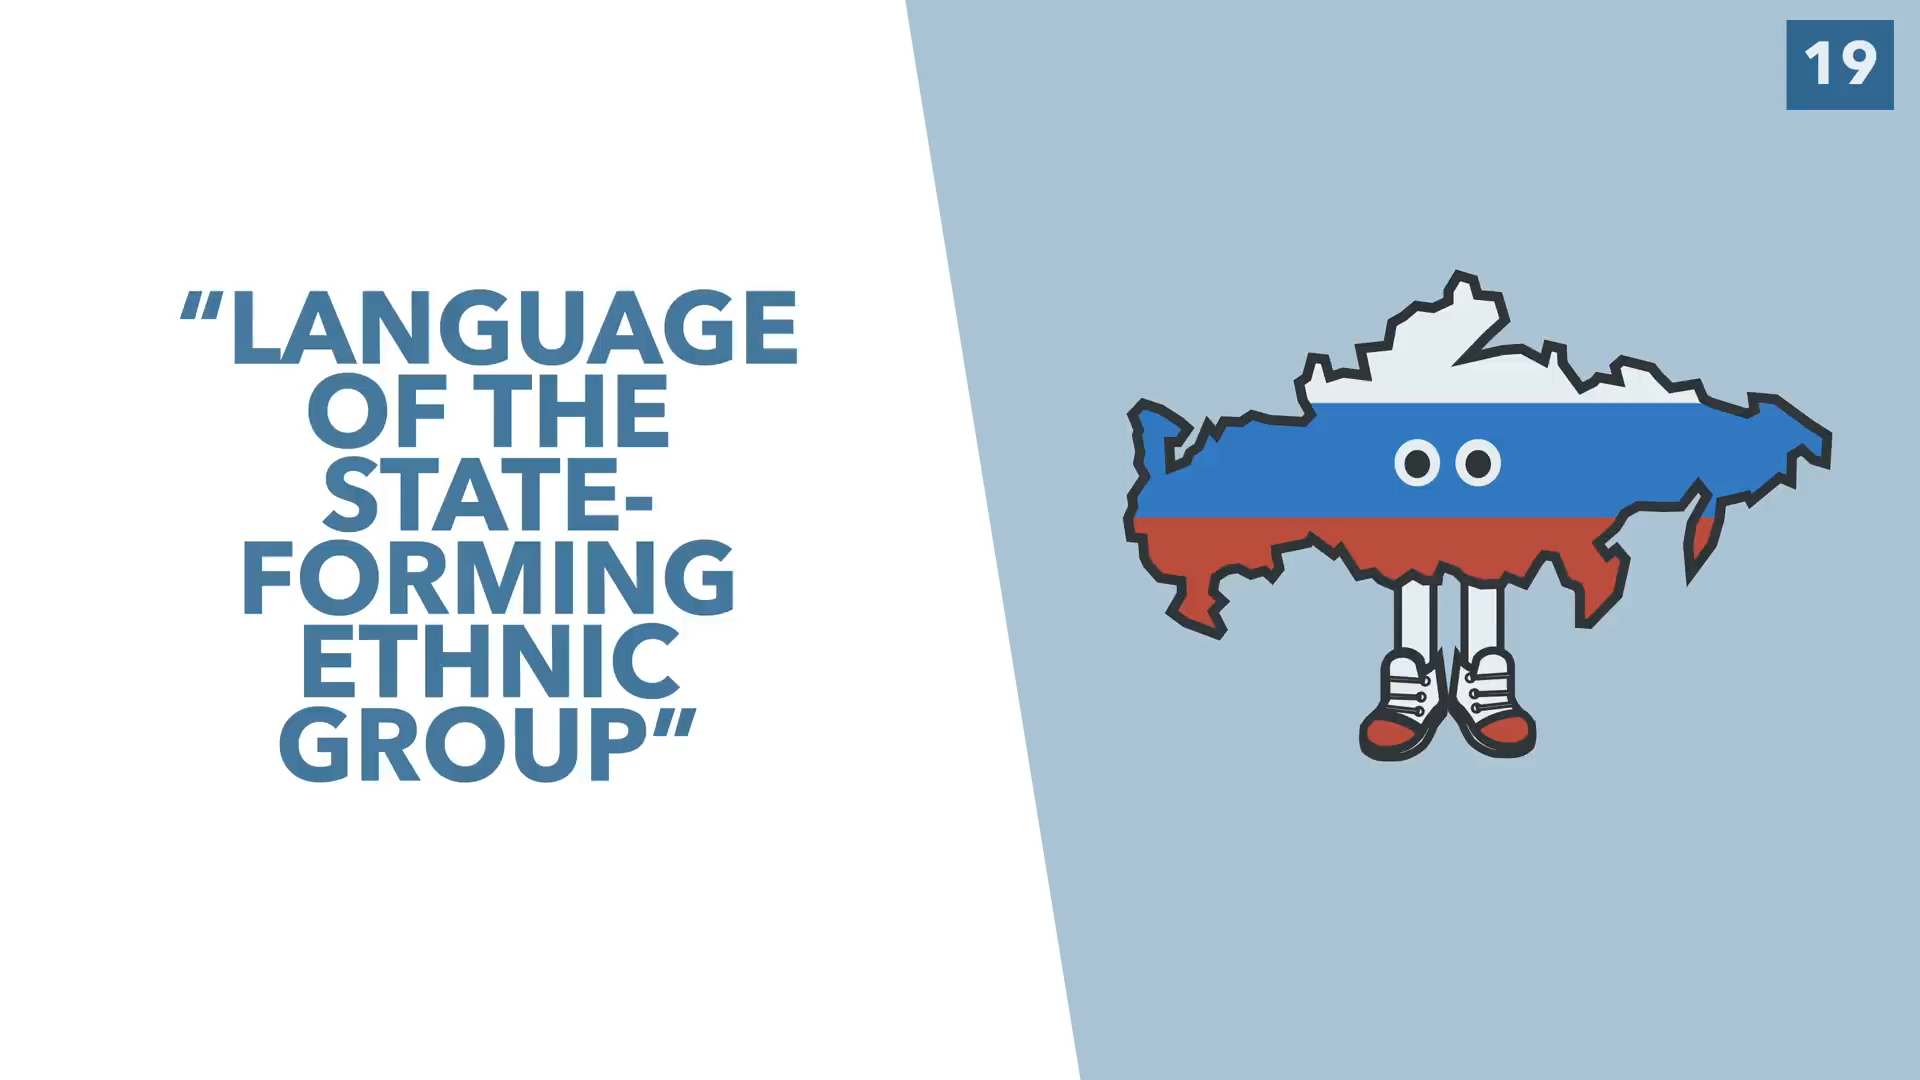 “LANGUAGE
OF THE
STATE-
FORMING
ETHNIC
GROUP”
19